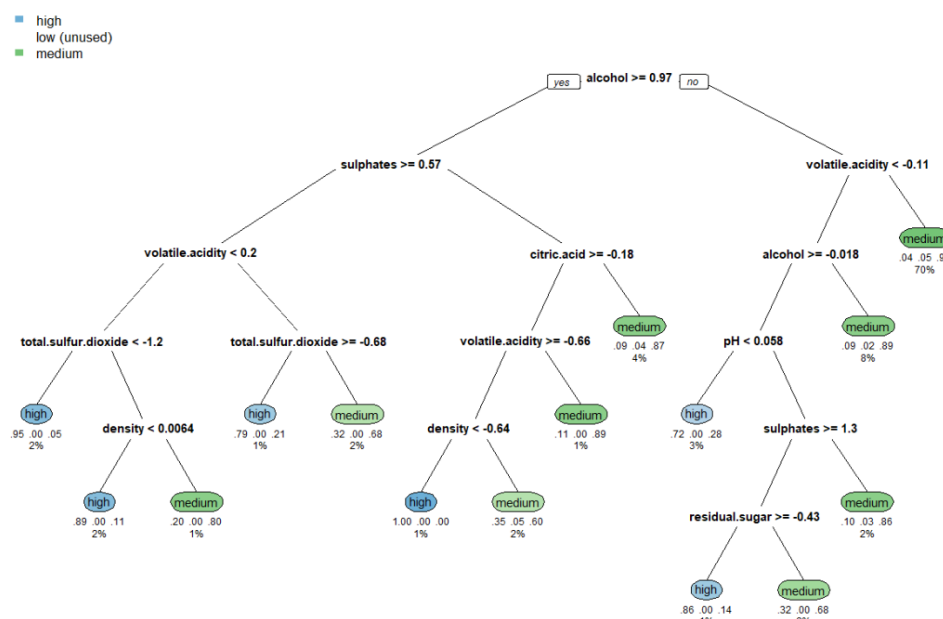 high
low (unused)
medium
yes alcohol >= 0.97 no
sulphates >= 0.57
volatile.acidity < -0.11
volatile.acidity < 0.2
citric.acid >= -0.18
alcohol >= -0.018
medium
.04 .05 .9
70%
total.sulfur.dioxide < -1.2
total.sulfur.dioxide >= -0.68
volatile.acidity >= -0.66
medium
.09 .04 .87
4%
pH < 0.058
medium
.09 .02 .89
8%
high
.95 .00 .05
2%
density < 0.0064
high
.79 .00 .21
1%
medium
.32 .00 .68
2%
density < -0.64
medium
.11 .00 .89
1%
high
.72 .00 .28
3%
sulphates >= 1.3
high
.89 .00 .11
2%
medium
.20 .00 .80
1%
high
1.00 .00 .00
1%
medium
.35 .05 .60
2%
residual.sugar >= -0.43
medium
.10 .03 .86
2%
high
.86 .00 .14
medium
.32 .00 .68